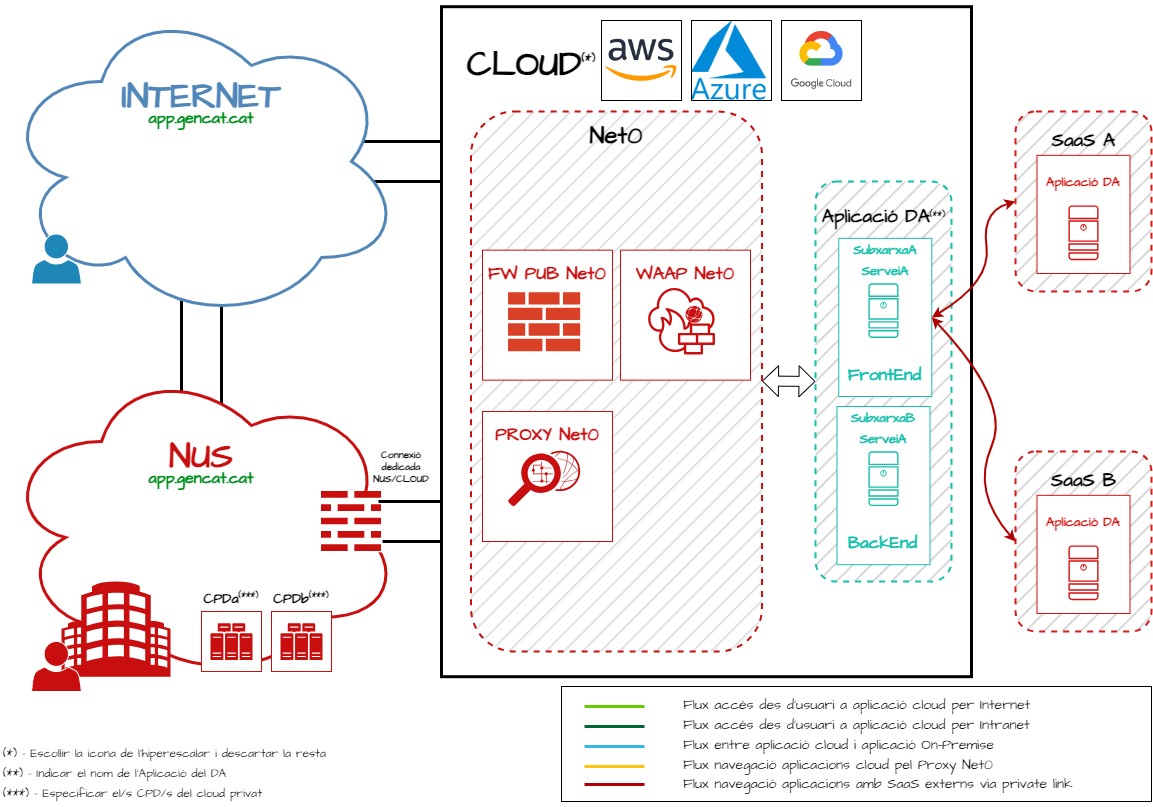 INTERNET
app.gencat.cat
CLOUD(*)
aws
Azure
Google Cloud
Net0
FW PUB Net0
WAAP Net0
PROXY Net0
Aplicació DA(**)
SubxarxaA
ServeiA
FrontEnd
SubxarxaB
ServeiA
BackEnd
SaaS A
Aplicació DA
SaaS B
Aplicació DA
NUS
app.gencat.cat
Connexió
dedicada
NUS/CLOUD
CPDa(***)
CPDb(***)
Flux accés des d'usuari a aplicació cloud per Internet
Flux accés des d'usuari a aplicació cloud per Intranet
Flux entre aplicació cloud i aplicació On-Premise
Flux navegació aplicacions cloud pel Proxy Net0
Flux navegació aplicacions amb SaaS externs via private link.
(*) - Escollir la icona de l'hiperescalar i descartar la resta
(**) - Indicar el nom de l'Aplicació del DA
(***) - Especificar el/s CPD/s del cloud privat